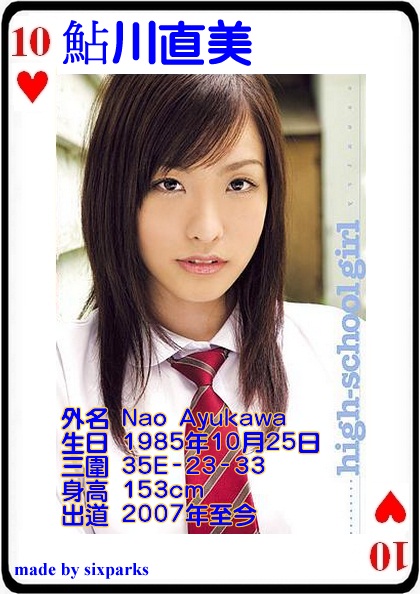 10 鮎川直美
high-school girl
外名 Nao Ayukawa
生日 1985年10月25日
三圍 35E-23-33
身高 153cm
出道 2007年至今
10
made by sixparks